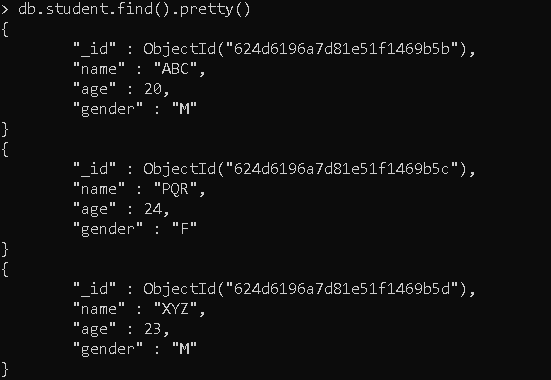 > db.student.find().pretty()
{
        "_id" : ObjectId("624d6196a7d81e51f1469b5b"),
        "name" : "ABC",
        "age" : 20,
        "gender" : "M"
}
{
        "_id" : ObjectId("624d6196a7d81e51f1469b5c"),
        "name" : "PQR",
        "age" : 24,
        "gender" : "F"
}
{
        "_id" : ObjectId("624d6196a7d81e51f1469b5d"),
        "name" : "XYZ",
        "age" : 23,
        "gender" : "M"
}